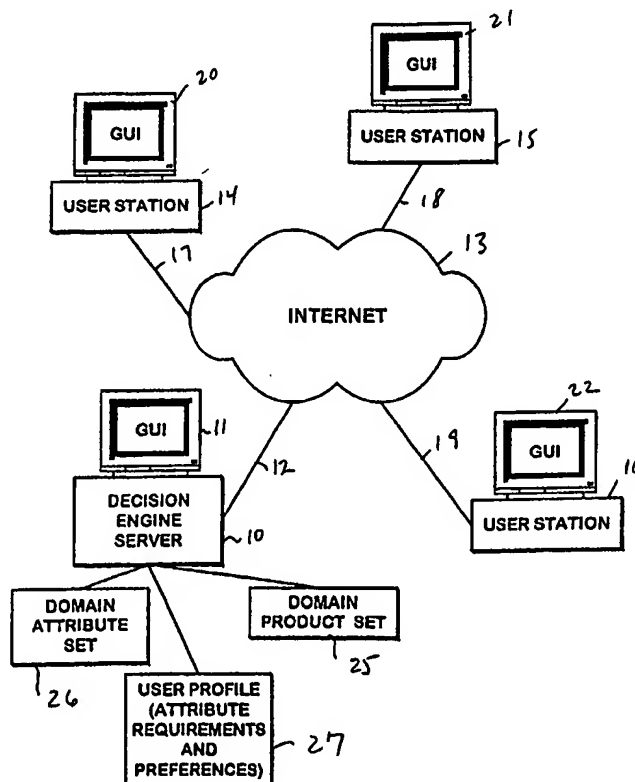 21
GUI
20
USER STATION
15
GUI
USER STATION
14
18
13
17
INTERNET
22
GUI
11
GUI
19
12
16
DECISION
ENGINE
SERVER
10
USER STATION
DOMAIN
ATTRIBUTE
SET
DOMAIN
PRODUCT SET
25
26
USER PROFILE
(ATTRIBUTE
REQUIREMENTS
AND
PREFERENCES)
27